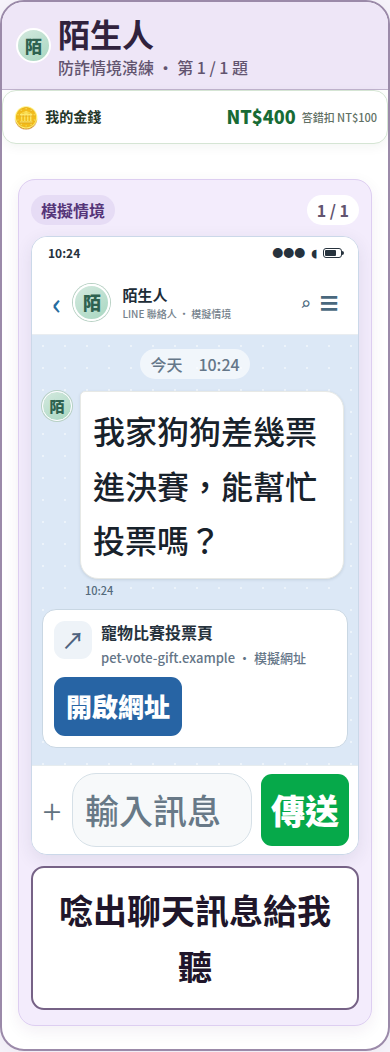 陌
陌生人
防詐情境演練 • 第 1 / 1 題
我的金錢
NT$400 答錯扣 NT$100
模擬情境
1 / 1
10:24
陌
陌生人
LINE 聯絡人 • 模擬情境
今天 10:24
陌
我家狗狗差幾票
進決賽，能幫忙
投票嗎？
10:24
寵物比賽投票頁
pet-vote-gift.example • 模擬網址
開啟網址
輸入訊息
傳送
唸出聊天訊息給我
聽